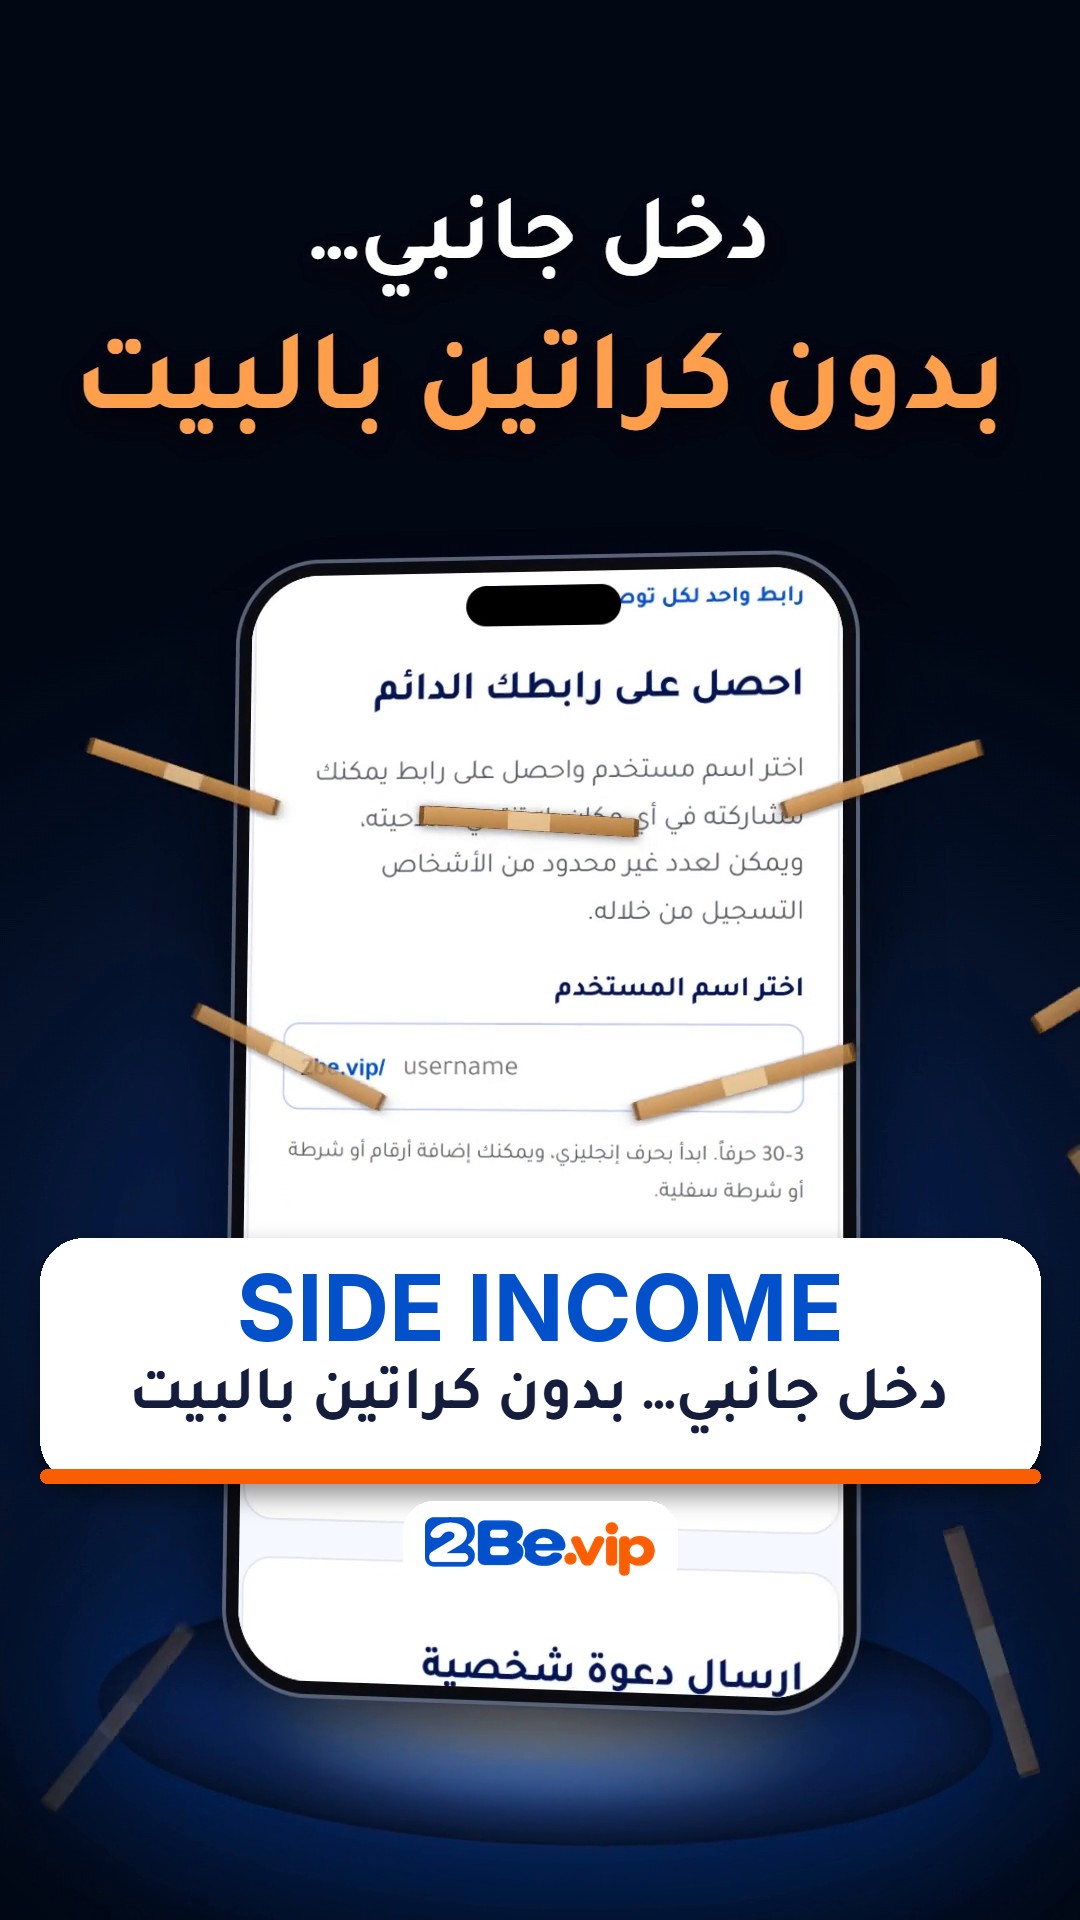 دخل جانبي...
بدون كراتين بالبيت
رابط واحد لكل
احصل على رابطك الدائم
اختر اسم مستخدم واحصل على رابط يمكنك
مشاركته في أي
ويمكن لعدد غير محدود من الأشخاص
التسجيل من خلاله.
اختر اسم المستخدم
2be.vip/ username
3-30 حرفاً. ابدأ بحرف إنجليزي، ويمكنك إضافة أرقام أو شرطة
أو شرطة سفلية.
SIDE INCOME
دخل جانبي... بدون كراتين بالبيت
2Be.vip
ارسال دعوة شخصية